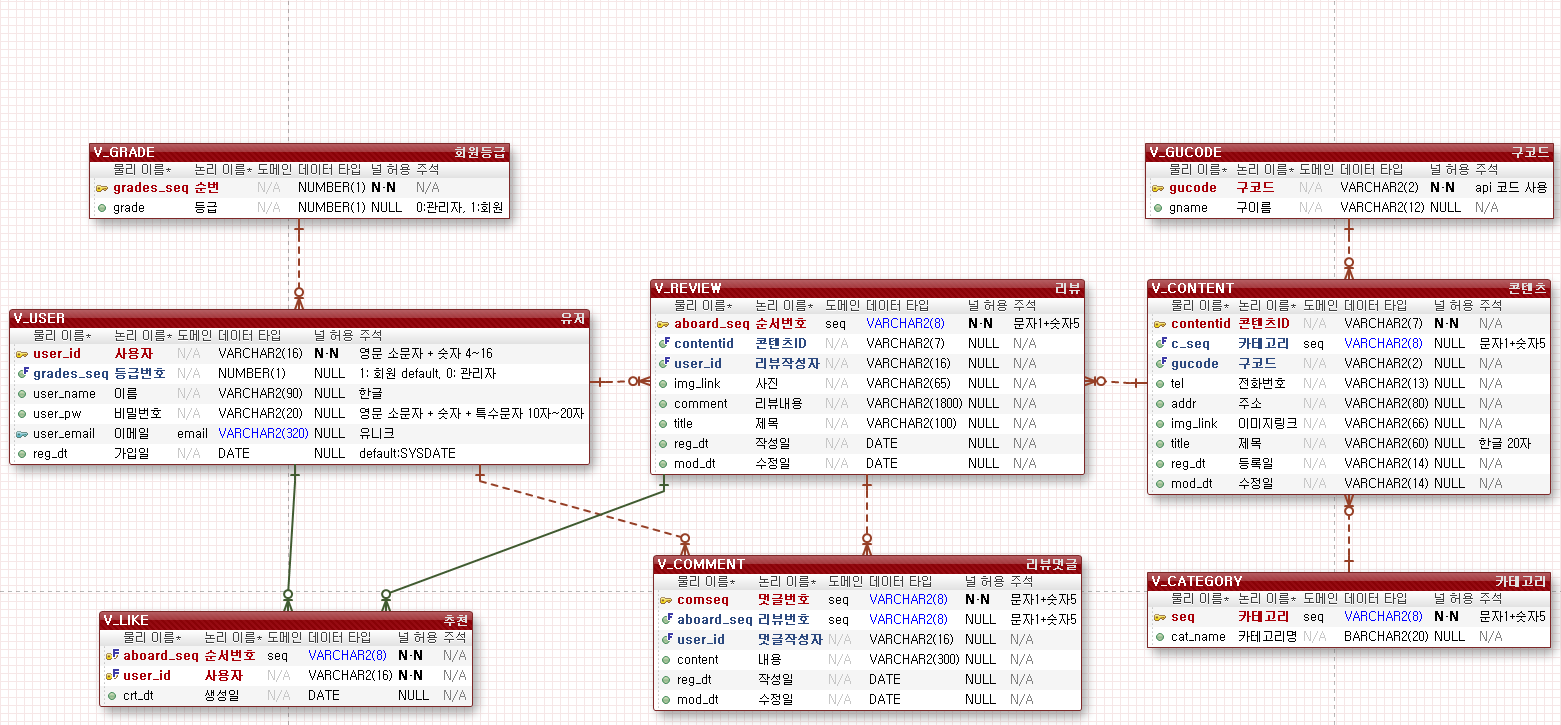 V_GRADE 회원등급
물리 이름* 논리 이름* 도메인 데이터 타입 널 허용 주석
grades_seq 순번 N/A NUMBER(1) N·N N/A
grade 등급 N/A NUMBER(1) NULL 0:관리자, 1:회원
V_GUCODE 구코드
물리 이름* 논리 이름* 도메인 데이터 타입 널 허용 주석
gucode 구코드 N/A VARCHAR2(2) N·N api 코드 사용
gname 구이름 N/A VARCHAR2(12) NULL N/A
V_USER 유저
물리 이름* 논리 이름* 도메인 데이터 타입 널 허용 주석
user_id 사용자 N/A VARCHAR2(16) N·N 영문 소문자 + 숫자 4~16
grades_seq 등급번호 N/A NUMBER(1) NULL 1: 회원 default, 0: 관리자
user_name 이름 N/A VARCHAR2(90) NULL 한글
user_pw 비밀번호 N/A VARCHAR2(20) NULL 영문 소문자 + 숫자 + 특수문자 10자~20자
user_email 이메일 email VARCHAR2(320) NULL 유니크
reg_dt 가입일 N/A DATE NULL default:SYSDATE
V_REVIEW 리뷰
물리 이름* 논리 이름* 도메인 데이터 타입 널 허용 주석
aboard_seq 순서번호 seq VARCHAR2(8) N·N 문자1+숫자5
contentid 콘텐츠ID N/A VARCHAR2(7) NULL N/A
user_id 리뷰작성자 N/A VARCHAR2(16) NULL N/A
img_link 사진 N/A VARCHAR2(65) NULL N/A
comment 리뷰내용 N/A VARCHAR2(1800) NULL N/A
title 제목 N/A VARCHAR2(100) NULL N/A
reg_dt 작성일 N/A DATE NULL N/A
mod_dt 수정일 N/A DATE NULL N/A
V_CONTENT 콘텐츠
물리 이름* 논리 이름* 도메인 데이터 타입 널 허용 주석
contentid 콘텐츠ID N/A VARCHAR2(7) N·N N/A
c_seq 카테고리 seq VARCHAR2(8) NULL 문자1+숫자5
gucode 구코드 N/A VARCHAR2(2) NULL N/A
tel 전화번호 N/A VARCHAR2(13) NULL N/A
addr 주소 N/A VARCHAR2(80) NULL N/A
img_link 이미지링크 N/A VARCHAR2(66) NULL N/A
title 제목 N/A VARCHAR2(60) NULL 한글 20자
reg_dt 등록일 N/A VARCHAR2(14) NULL N/A
mod_dt 수정일 N/A VARCHAR2(14) NULL N/A
V_LIKE 추천
물리 이름* 논리 이름* 도메인 데이터 타입 널 허용 주석
aboard_seq 순서번호 seq VARCHAR2(8) N·N N/A
user_id 사용자 N/A VARCHAR2(16) N·N N/A
crt_dt 생성일 N/A DATE NULL N/A
V_COMMENT 리뷰댓글
물리 이름* 논리 이름* 도메인 데이터 타입 널 허용 주석
comseq 댓글번호 seq VARCHAR2(8) N·N 문자1+숫자5
aboard_seq 리뷰번호 seq VARCHAR2(8) NULL 문자1+숫자5
user_id 댓글작성자 N/A VARCHAR2(16) NULL N/A
content 내용 N/A VARCHAR2(300) NULL N/A
reg_dt 작성일 N/A DATE NULL N/A
mod_dt 수정일 N/A DATE NULL N/A
V_CATEGORY 카테고리
물리 이름* 논리 이름* 도메인 데이터 타입 널 허용 주석
seq 카테고리 seq VARCHAR2(8) N·N 문자1+숫자5
cat_name 카테고리명 N/A BARCHAR2(20) NULL N/A